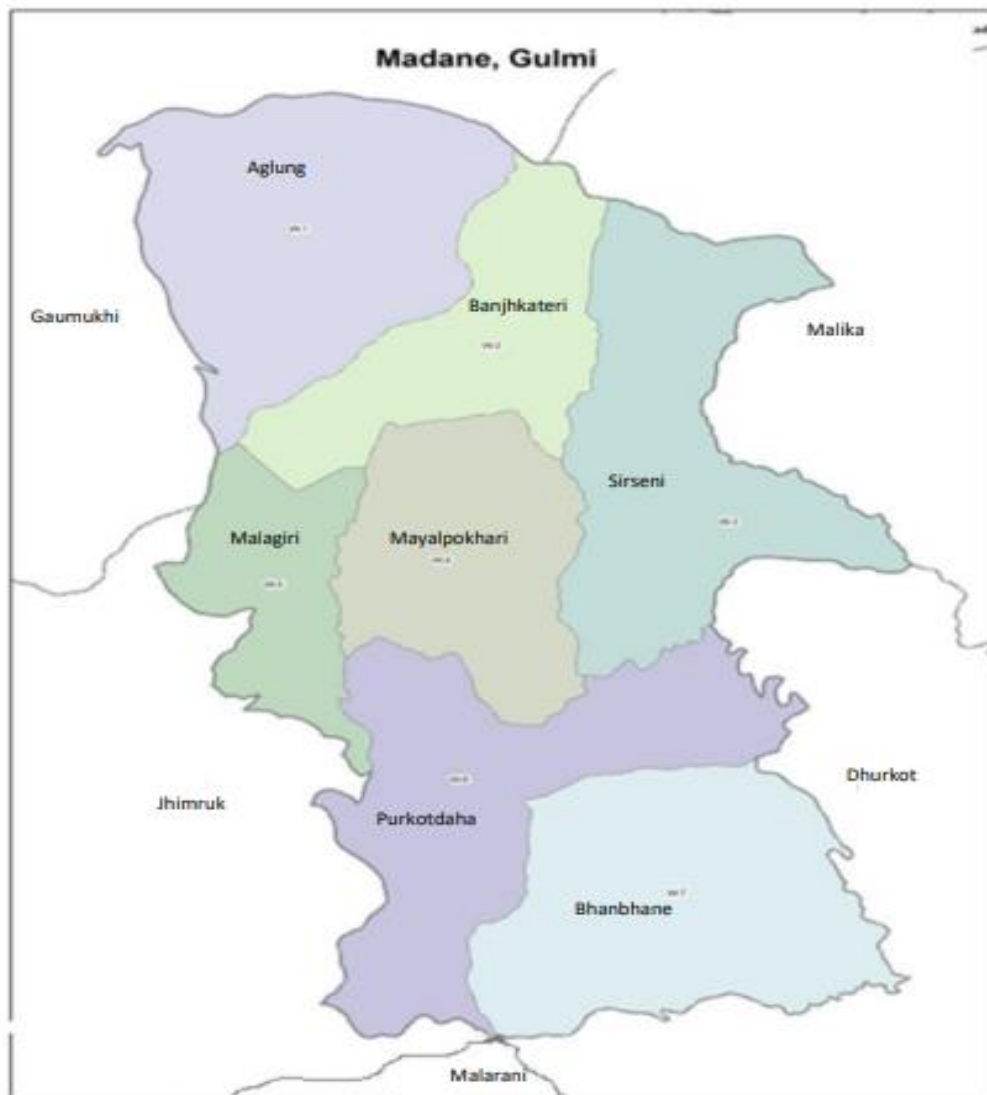 Madane, Gulmi
Aglung
Banjhkateri
Gaumukhi
Malika
Sirseni
Malagiri
Mayalpokhari
Dhurkot
Jhimruk
Purkotdaha
Bhanbhane
Malarani